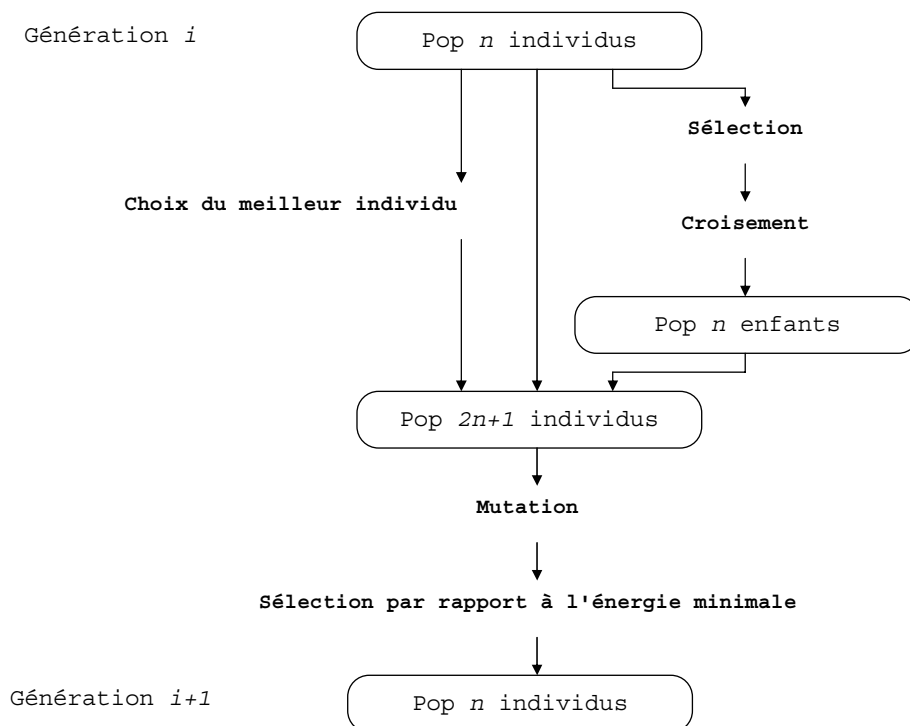 Génération i
Pop n individus
Sélection
Choix du meilleur individu
Croisement
Pop n enfants
Pop 2n+1 individus
Mutation
Sélection par rapport à l'énergie minimale
Génération i+1
Pop n individus